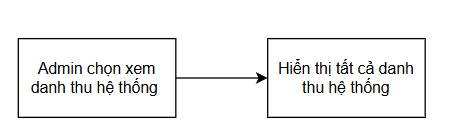 Admin chọn xem
danh thu hệ thống
Hiển thị tất cả danh
thu hệ thống